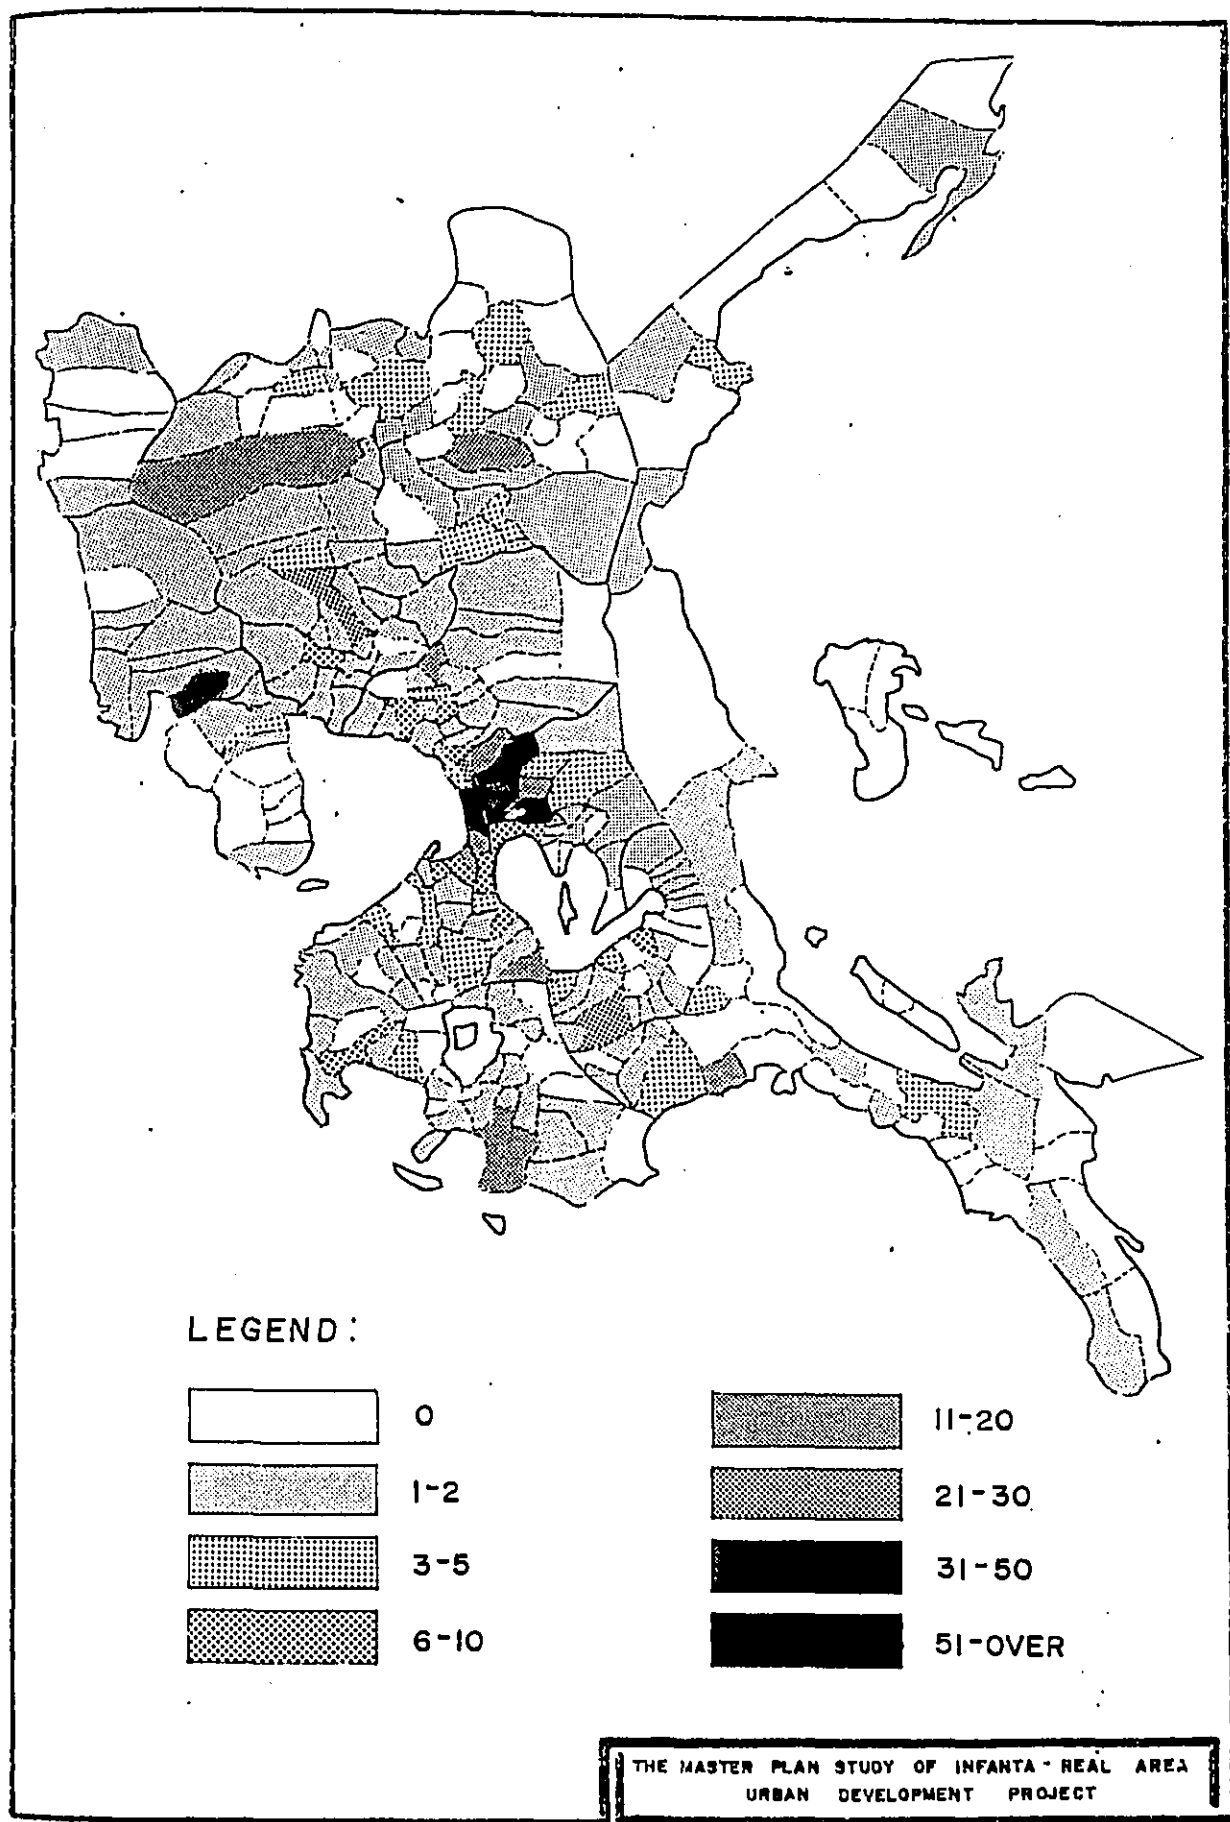 LEGEND:
0
1-2
3-5
6-10
11-20
21-30
31-50
51-OVER
THE MASTER PLAN STUDY OF INFANTA - REAL AREA
URBAN DEVELOPMENT PROJECT